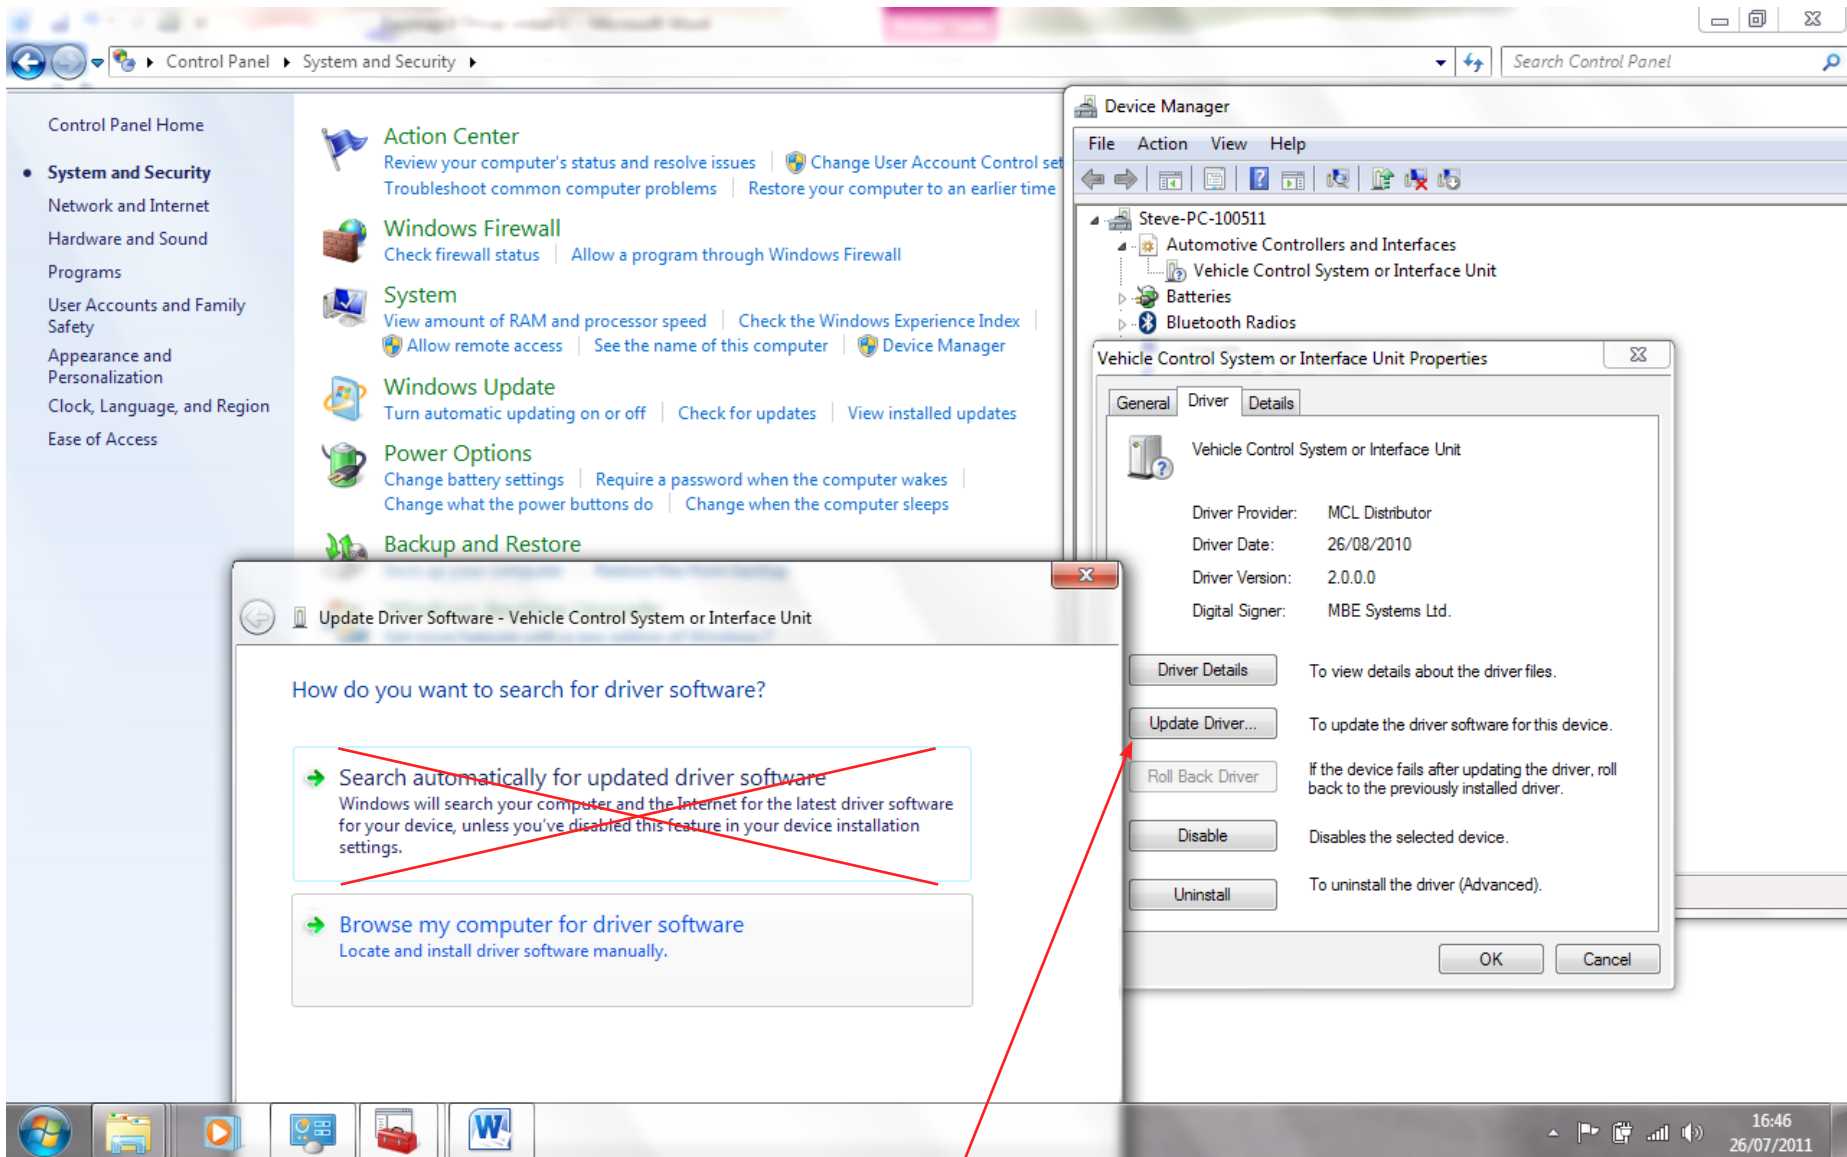 Control Panel
System and Security
Search Control Panel
Control Panel Home
System and Security
Network and Internet
Hardware and Sound
Programs
User Accounts and Family
Safety
Appearance and
Personalization
Clock, Language, and Region
Ease of Access
Action Center
Review your computer's status and resolve issues
Change User Account Control set
Troubleshoot common computer problems
Restore your computer to an earlier time
Windows Firewall
Check firewall status
Allow a program through Windows Firewall
System
View amount of RAM and processor speed
Check the Windows Experience Index
Allow remote access
See the name of this computer
Device Manager
Windows Update
Turn automatic updating on or off
Check for updates
View installed updates
Power Options
Change battery settings
Require a password when the computer wakes
Change what the power buttons do
Change when the computer sleeps
Backup and Restore
Device Manager
File Action View Help
Steve-PC-100511
Automotive Controllers and Interfaces
Vehicle Control System or Interface Unit
Batteries
Bluetooth Radios
Vehicle Control System or Interface Unit Properties
General Driver Details
Vehicle Control System or Interface Unit
Driver Provider: MCL Distributor
Driver Date: 26/08/2010
Driver Version: 2.0.0.0
Digital Signer: MBE Systems Ltd.
Driver Details
To view details about the driver files.
Update Driver...
To update the driver software for this device.
Roll Back Driver
If the device fails after updating the driver, roll
back to the previously installed driver.
Disable
Disables the selected device.
Uninstall
To uninstall the driver (Advanced).
OK
Cancel
Update Driver Software - Vehicle Control System or Interface Unit
How do you want to search for driver software?
Search automatically for updated driver software
Windows will search your computer and the Internet for the latest driver software
for your device, unless you've disabled this feature in your device installation
settings.
Browse my computer for driver software
Locate and install driver software manually.
W
16:46
26/07/2011